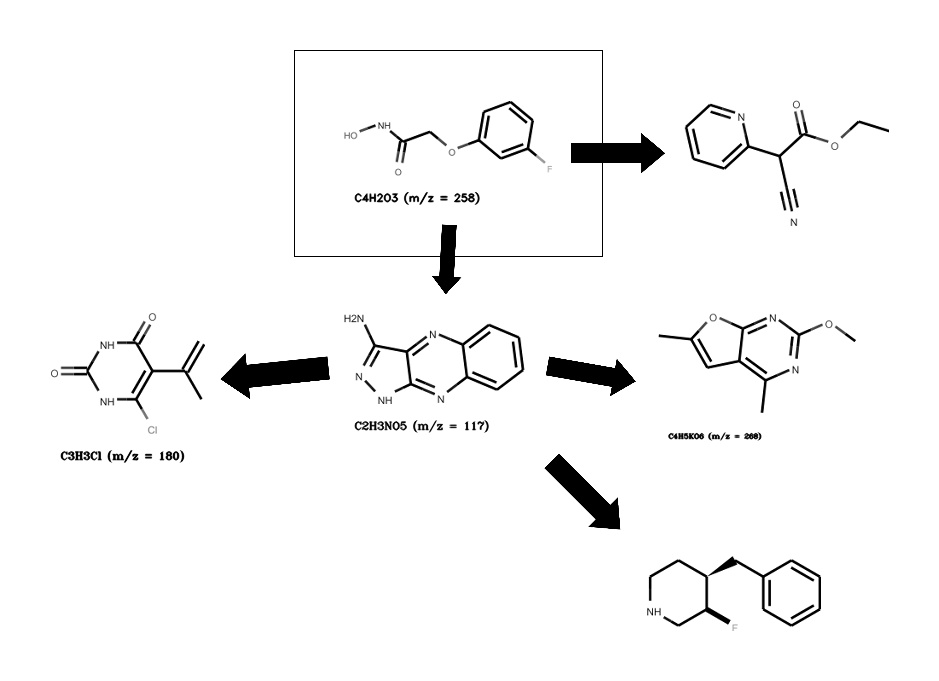 HO
NH
O
O
F
C4H2O3 (m/z = 258)
N
O
O
N
O
NH
O
NH
Cl
C3H3Cl (m/z = 180)
H2N
N
N
NH
N
C2H3NO5 (m/z = 117)
O
N
O
N
C4H5KO6 (m/z = 268)
NH
F